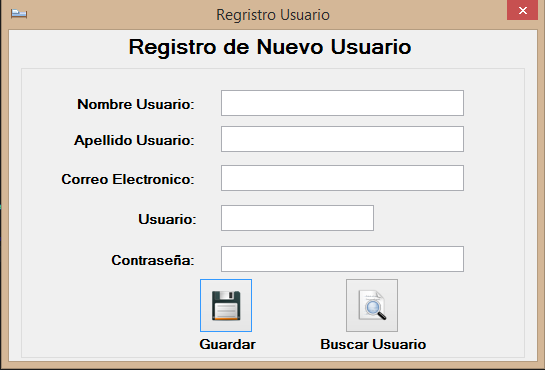 Regristro Usuario
Registro de Nuevo Usuario
Nombre Usuario:
Apellido Usuario:
Correo Electronico:
Usuario:
Contraseña:
Guardar Buscar Usuario